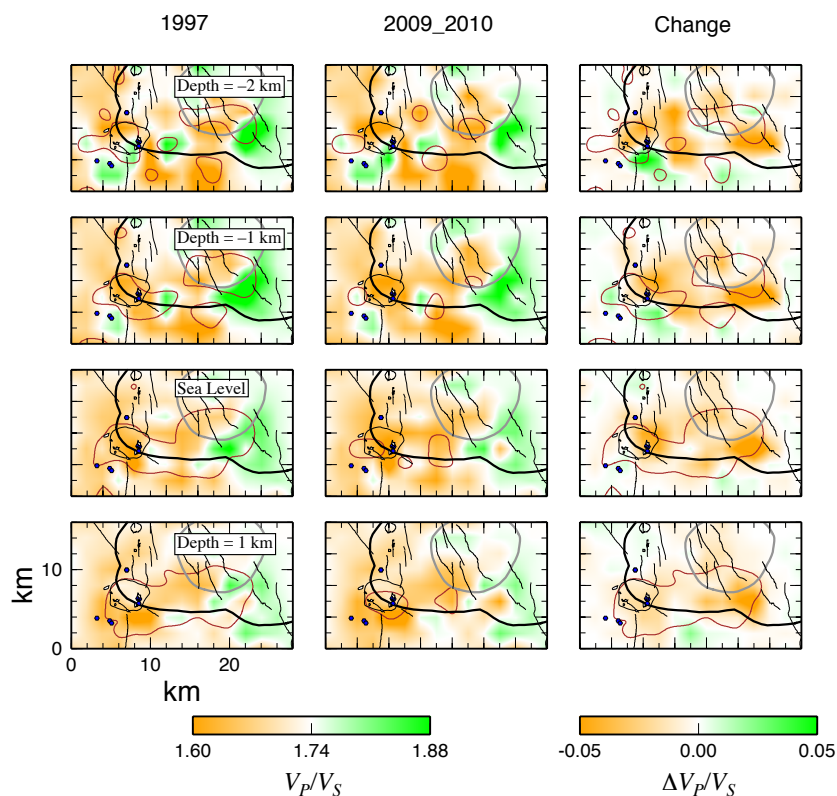 1997 2009_2010 Change
Depth = −2 km
Depth = −1 km
Sea Level
Depth = 1 km
10
km
0
0 10 20
km
1.60 1.74 1.88
-0.05 0.00 0.05
V_P/V_S
ΔV_P/V_S